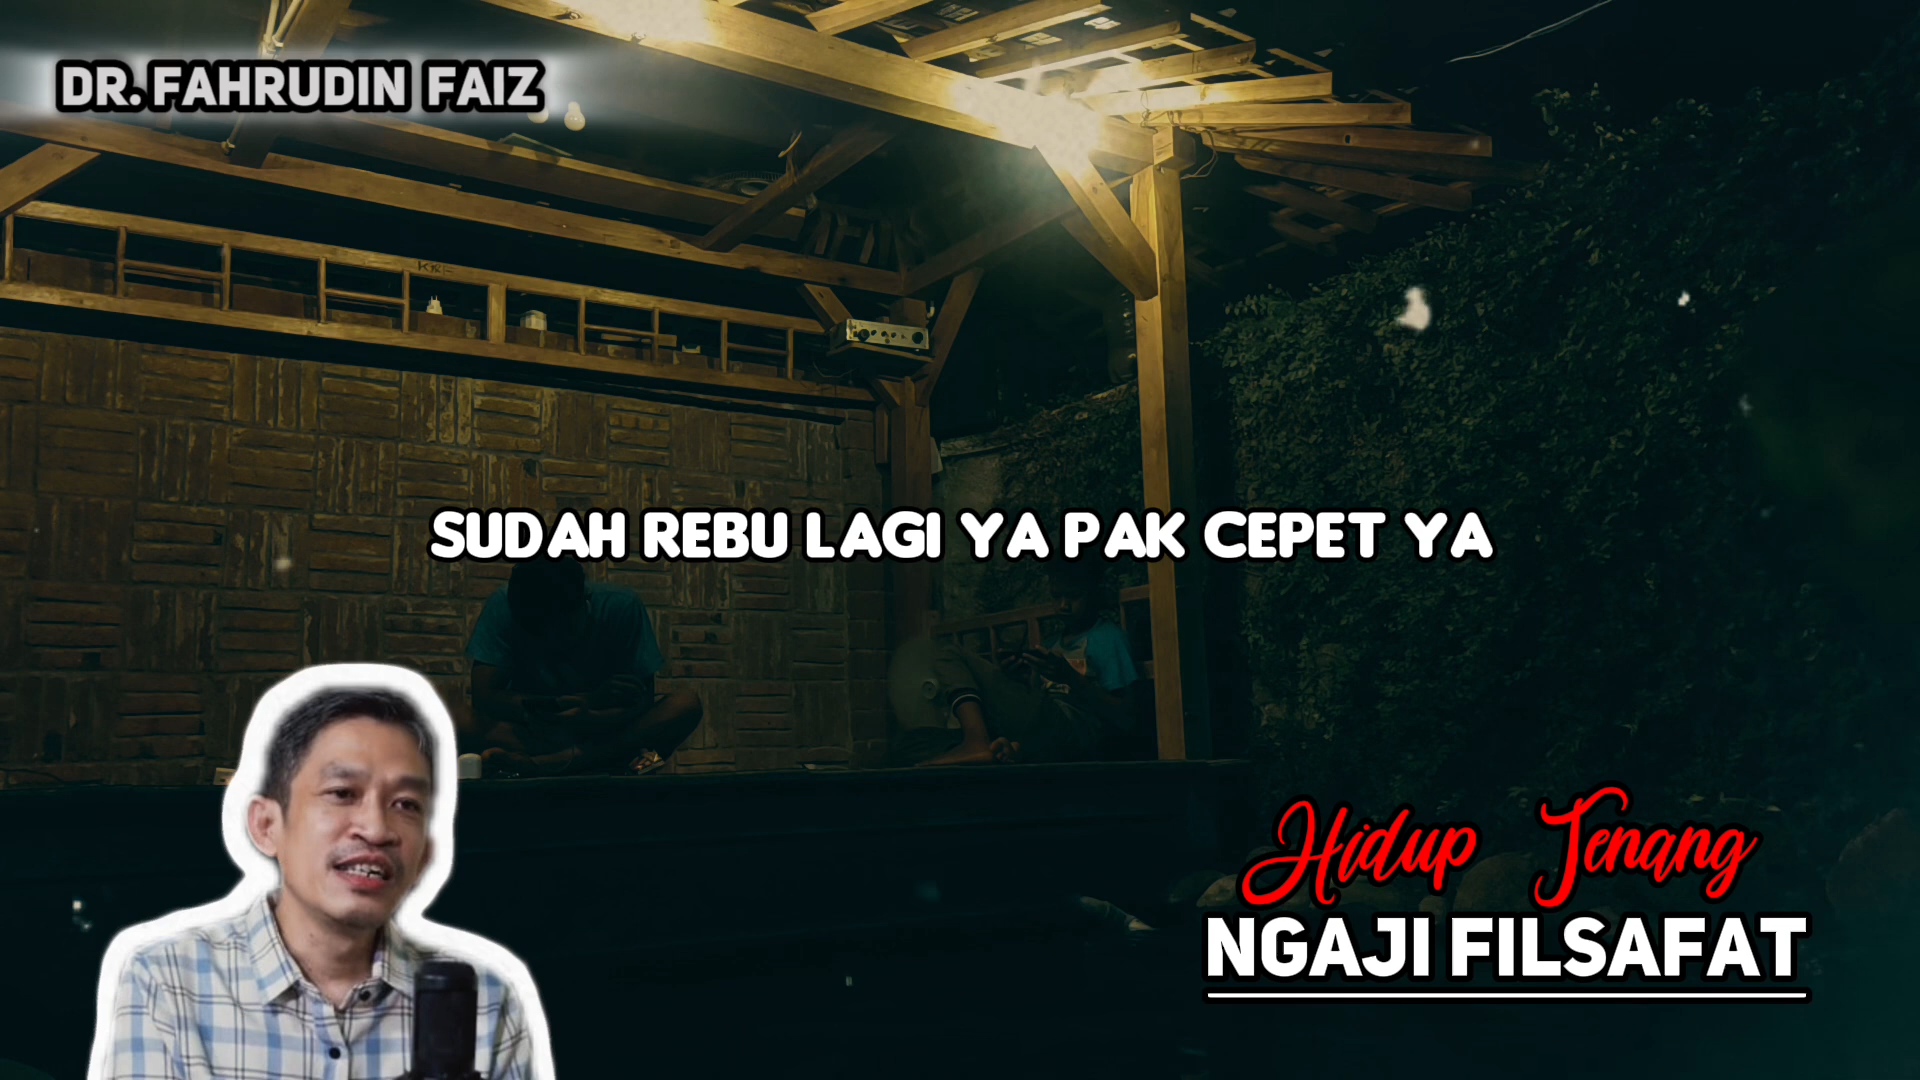 DR. FAHRUDIN FAIZ
SUDAH REBU LAGI YA PAK CEPET YA
Hidup Tenang
NGAJI FILSAFAT